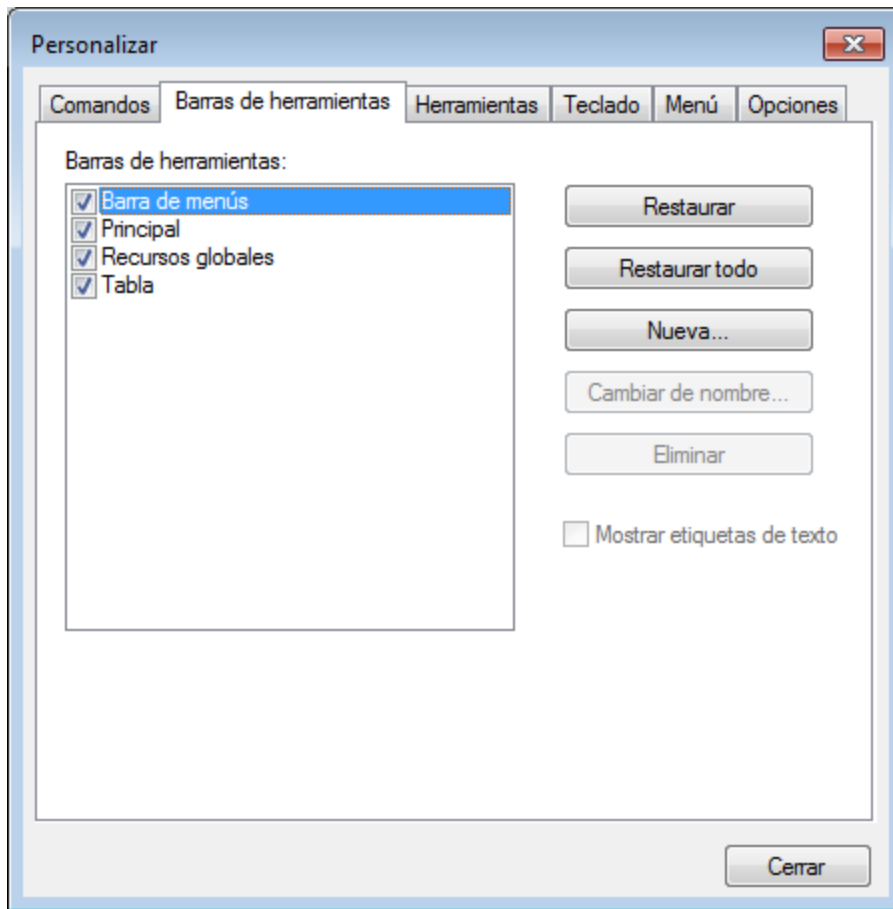 Personalizar
Comandos
Barras de herramientas
Herramientas
Teclado
Menú
Opciones
Barras de herramientas:
Barra de menús
Principal
Recursos globales
Tabla
Restaurar
Restaurar todo
Nueva...
Cambiar de nombre...
Eliminar
Mostrar etiquetas de texto
Cerrar